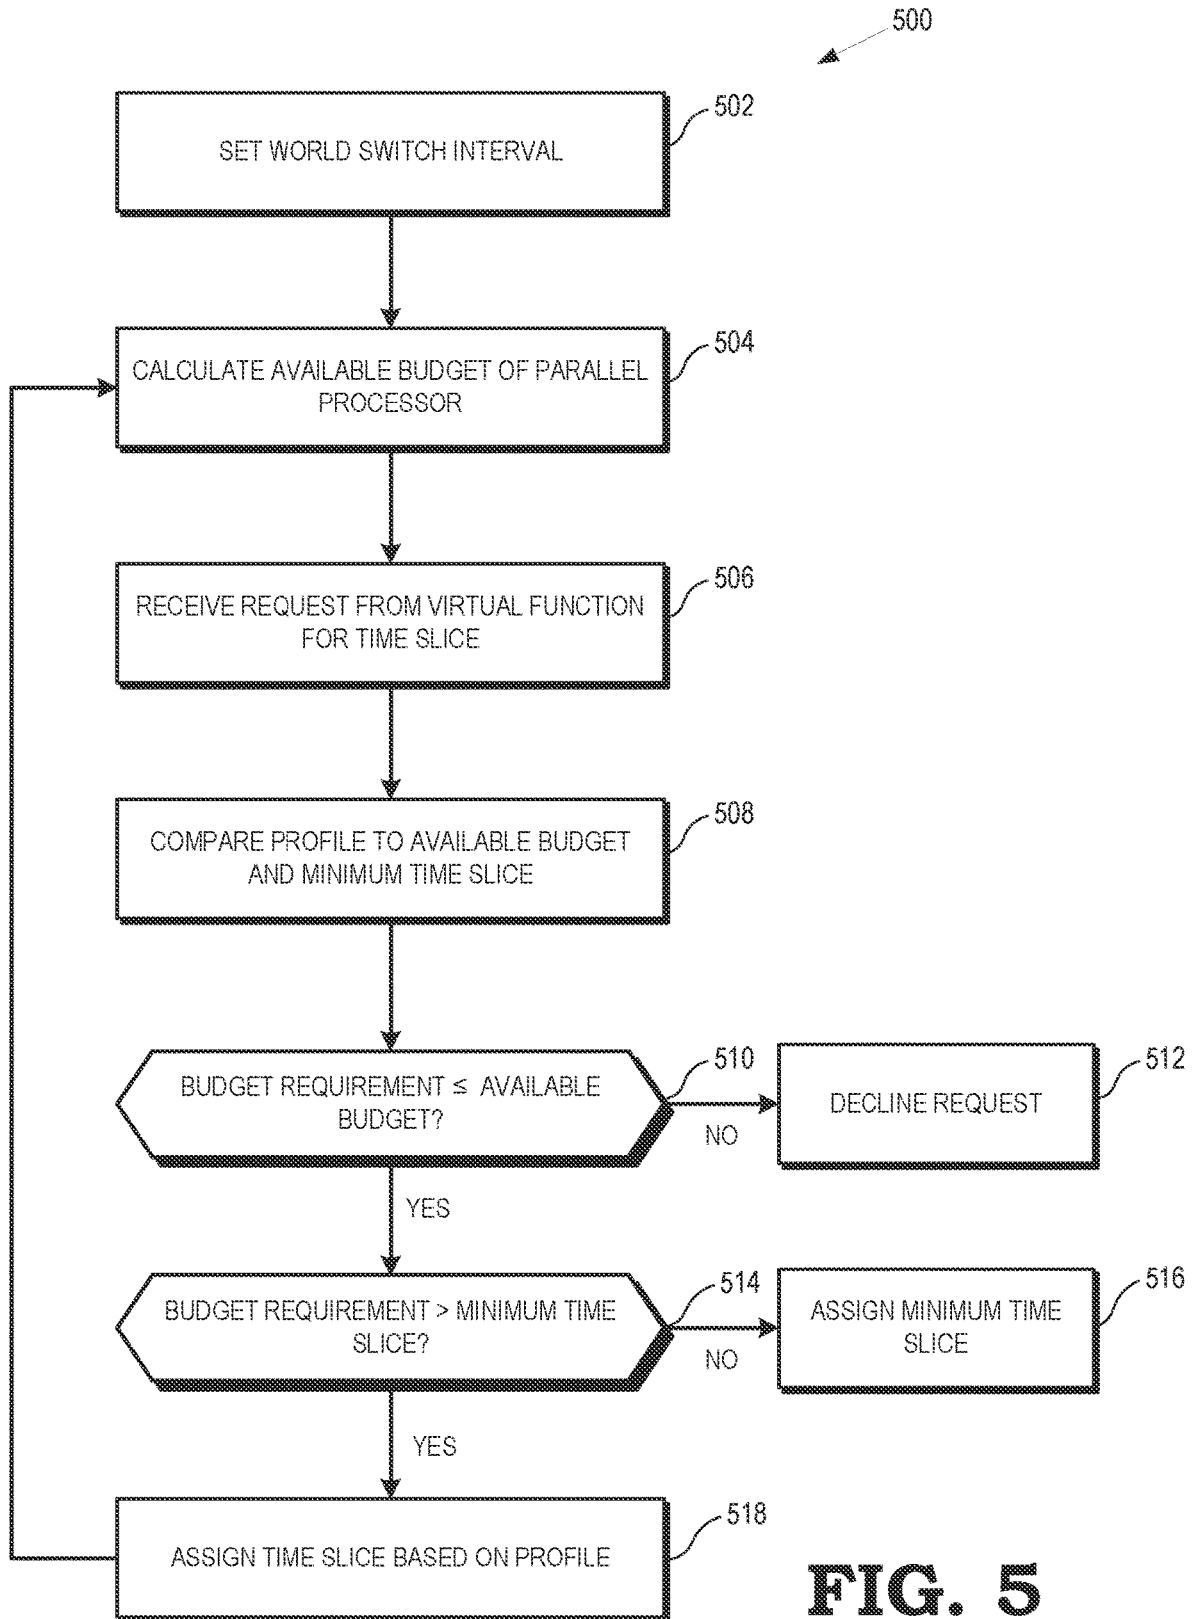 500
502
SET WORLD SWITCH INTERVAL
504
CALCULATE AVAILABLE BUDGET OF PARALLEL
PROCESSOR
506
RECEIVE REQUEST FROM VIRTUAL FUNCTION
FOR TIME SLICE
508
COMPARE PROFILE TO AVAILABLE BUDGET
AND MINIMUM TIME SLICE
510
BUDGET REQUIREMENT ≤ AVAILABLE
BUDGET?
NO
512
DECLINE REQUEST
YES
514
BUDGET REQUIREMENT > MINIMUM TIME
SLICE?
NO
516
ASSIGN MINIMUM TIME
SLICE
YES
518
ASSIGN TIME SLICE BASED ON PROFILE
FIG. 5